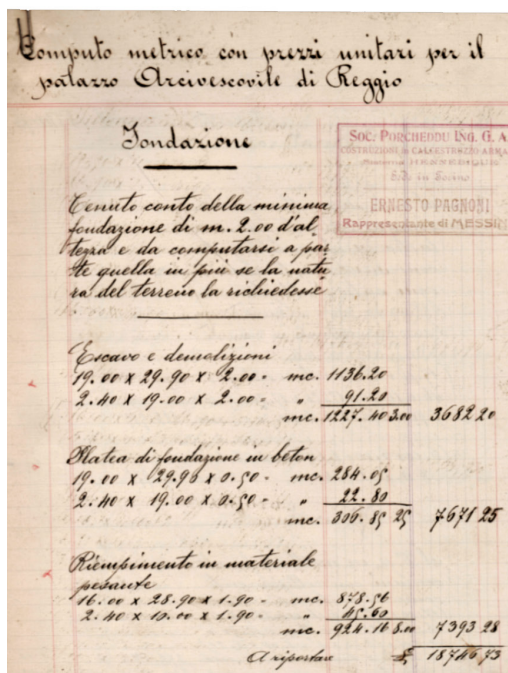 Computo metrico con prezzi unitari per il
palazzo Arcivescovile di Reggio
Fondazione
SOC. PORCHEDDU ING. G. A.
COSTRUZIONI IN CALCESTRUZZO ARMA
Sede in Torino
ERNESTO PAGNONI
Rappresentante di MESSIN
Tenuto conto della minima
fondazione di m. 2.00 d'al
tezza e da computarsi a par
te quella in più se la natu
ra del terreno la richiedesse
Escavo e demolizioni
19.00 x 29.90 x 2.00 - mc. 1136.20
2.40 x 19.00 x 2.00 - " 91.20
mc. 1227.40 3.00 3682 20
Platea di fondazione in beton
19.00 x 29.90 x 0.50 - mc. 284.05
2.40 x 19.00 x 0.50 - " 22.80
mc. 306.85 25 7671 25
Riempimento in materiale
pesante
16.00 x 28.90 x 1.90 - mc. 878.56
2.40 x 10.00 x 1.90 - " 45.60
mc. 924.16 8.00 7393 28
A riportare £ 18746,73